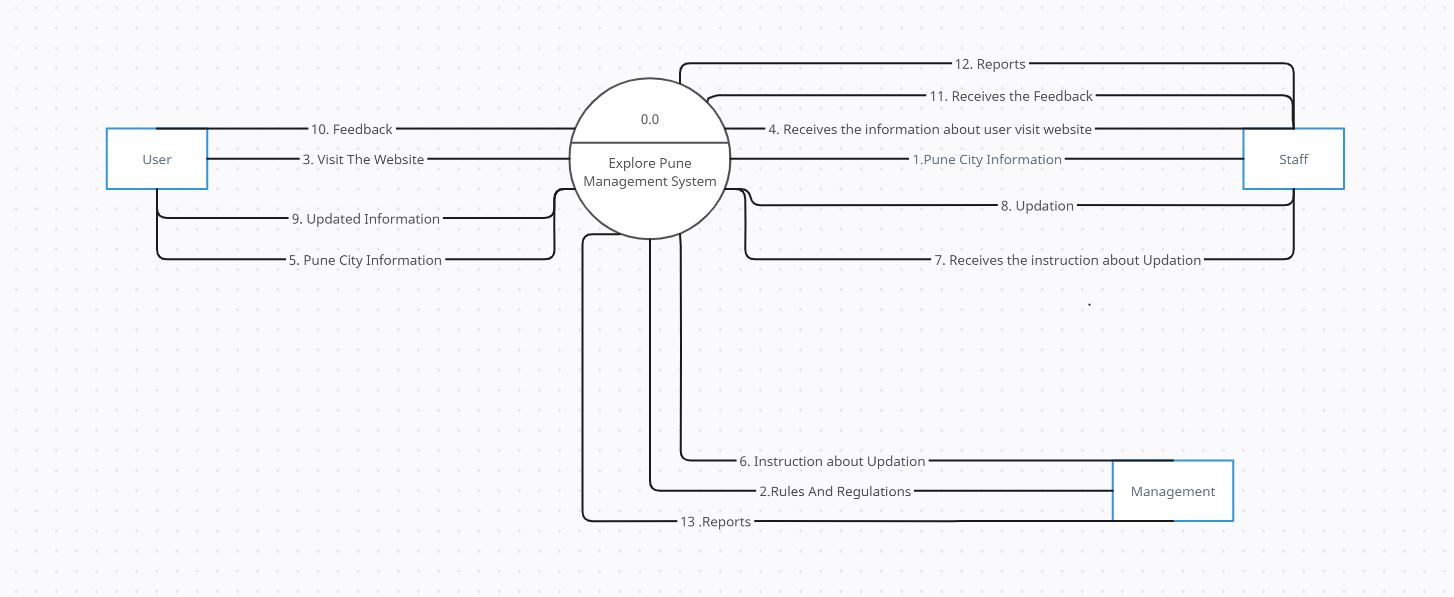 12. Reports
11. Receives the Feedback
0.0
10. Feedback
4. Receives the information about user visit website
User
3. Visit The Website
Explore Pune
Management System
1.Pune City Information
Staff
9. Updated Information
8. Updation
5. Pune City Information
7. Receives the instruction about Updation
6. Instruction about Updation
2.Rules And Regulations
Management
13 .Reports